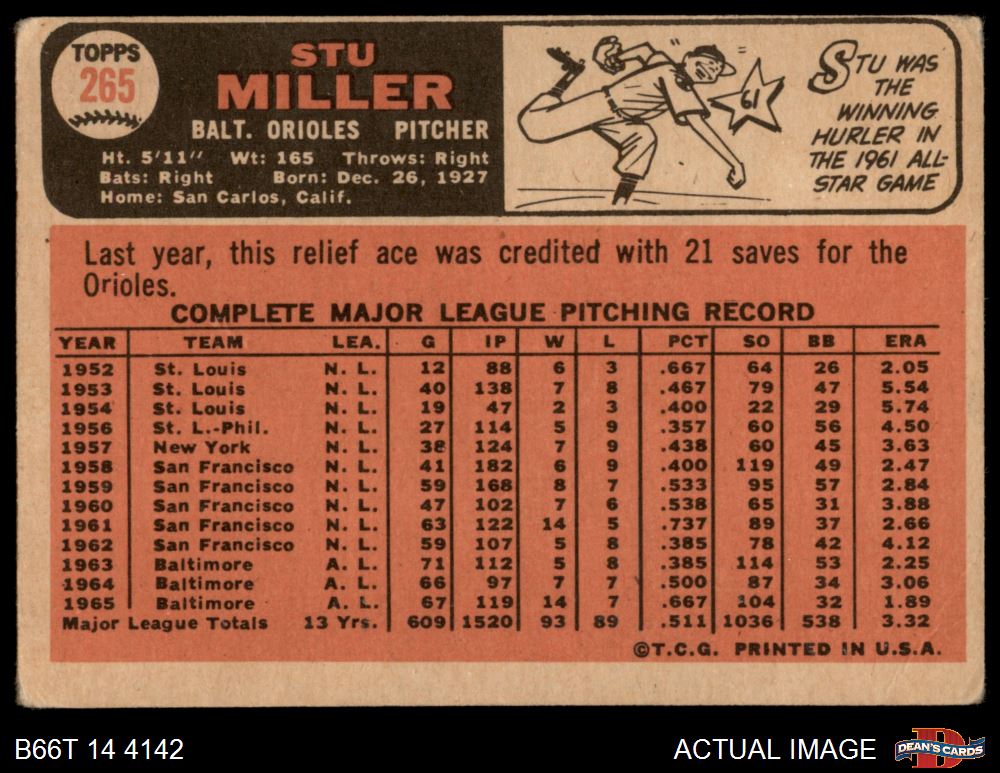 TOPPS
265
STU
MILLER
BALT. ORIOLES PITCHER
Ht. 5'11" Wt: 165 Throws: Right
Bats: Right Born: Dec. 26, 1927
Home: San Carlos, Calif.
61
STU WAS
THE
WINNING
HURLER IN
THE 1961 ALL-
STAR GAME
Last year, this relief ace was credited with 21 saves for the
Orioles.
COMPLETE MAJOR LEAGUE PITCHING RECORD
YEAR TEAM LEA. G IP W L PCT SO BB ERA
1952 St. Louis N. L. 12 88 6 3 .667 64 26 2.05
1953 St. Louis N. L. 40 138 7 8 .467 79 47 5.54
1954 St. Louis N. L. 19 47 2 3 .400 22 29 5.74
1956 St. L.-Phil. N. L. 27 114 5 9 .357 60 56 4.50
1957 New York N. L. 38 124 7 9 .438 60 45 3.63
1958 San Francisco N. L. 41 182 6 9 .400 119 49 2.47
1959 San Francisco N. L. 59 168 8 7 .533 95 57 2.84
1960 San Francisco N. L. 47 102 7 6 .538 65 31 3.88
1961 San Francisco N. L. 63 122 14 5 .737 89 37 2.66
1962 San Francisco N. L. 59 107 5 8 .385 78 42 4.12
1963 Baltimore A. L. 71 112 5 8 .385 114 53 2.25
1964 Baltimore A. L. 66 97 7 7 .500 87 34 3.06
1965 Baltimore A. L. 67 119 14 7 .667 104 32 1.89
Major League Totals 13 Yrs. 609 1520 93 89 .511 1036 538 3.32
©T.C.G. PRINTED IN U.S.A.
B66T 14 4142
ACTUAL IMAGE
D
DEAN'S CARDS